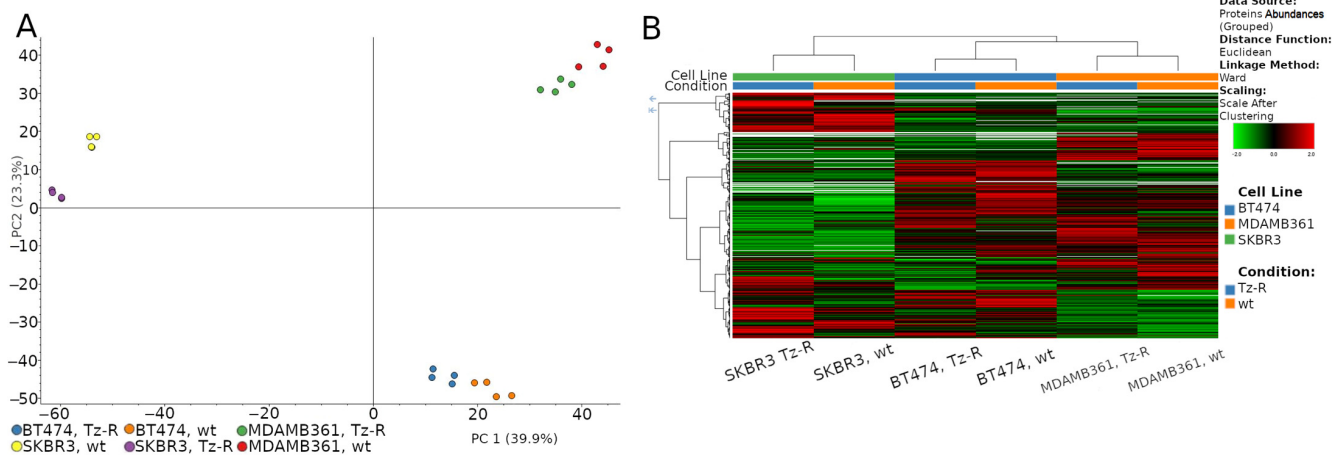 A
40
30
20
10
0
−10
−20
−30
−40
−50
PC2 (23.3%)
−60
−40
−20
0
20
40
PC 1 (39.9%)
BT474, Tz-R
BT474, wt
MDAMB361, Tz-R
SKBR3, wt
SKBR3, Tz-R
MDAMB361, wt
B
Cell Line
Condition
SKBR3 Tz-R
SKBR3, wt
BT474, Tz-R
BT474, wt
MDAMB361, Tz-R
MDAMB361, wt
Data Source:
Proteins Abundances
(Grouped)
Distance Function:
Euclidean
Linkage Method:
Ward
Scaling:
Scale After
Clustering
-2.0
0.0
2.0
Cell Line
BT474
MDAMB361
SKBR3
Condition:
Tz-R
wt